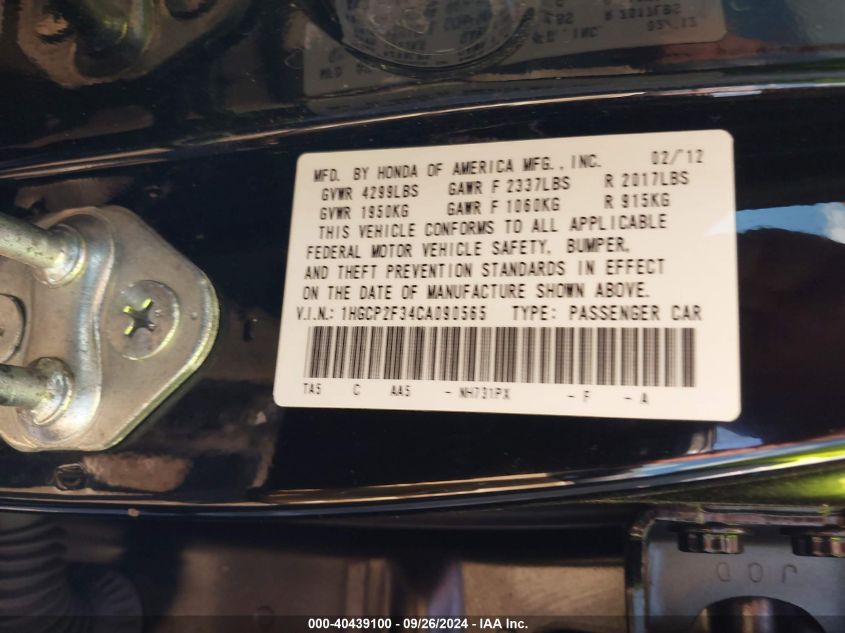 MFD. BY HONDA OF AMERICA MFG., INC. 02/12
GVWR 4299LBS GAWR F 2337LBS R 2017LBS
GVWR 1950KG GAWR F 1060KG R 915KG
THIS VEHICLE CONFORMS TO ALL APPLICABLE
FEDERAL MOTOR VEHICLE SAFETY, BUMPER,
AND THEFT PREVENTION STANDARDS IN EFFECT
ON THE DATE OF MANUFACTURE SHOWN ABOVE.
V.I.N.: 1HGCP2F34CA090565 TYPE: PASSENGER CAR
TA5 C AA5 - NH731PX - F - A
000-40439100 - 09/26/2024 - IAA Inc.